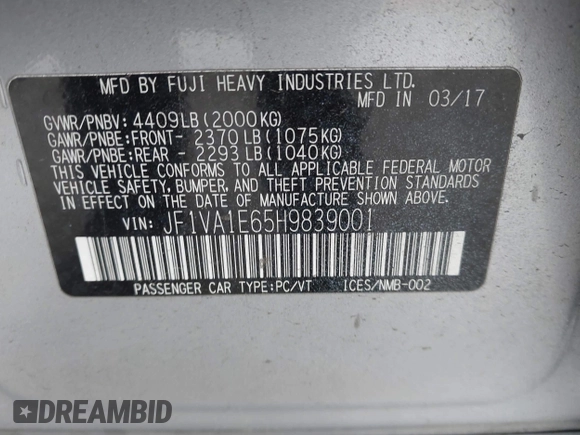 MFD BY FUJI HEAVY INDUSTRIES LTD.
MFD IN 03/17
GVWR/PNBV: 4409LB(2000KG)
GAWR/PNBE:FRONT- 2370LB(1075KG)
GAWR/PNBE:REAR - 2293LB(1040KG)
THIS VEHICLE CONFORMS TO ALL APPLICABLE FEDERAL MOTOR
VEHICLE SAFETY, BUMPER, AND THEFT PREVENTION STANDARDS
IN EFFECT ON THE DATE OF MANUFACTURE SHOWN ABOVE.
VIN: JF1VA1E65H9839001
PASSENGER CAR TYPE:PC/VT ICES/NMB-002
DREAMBID